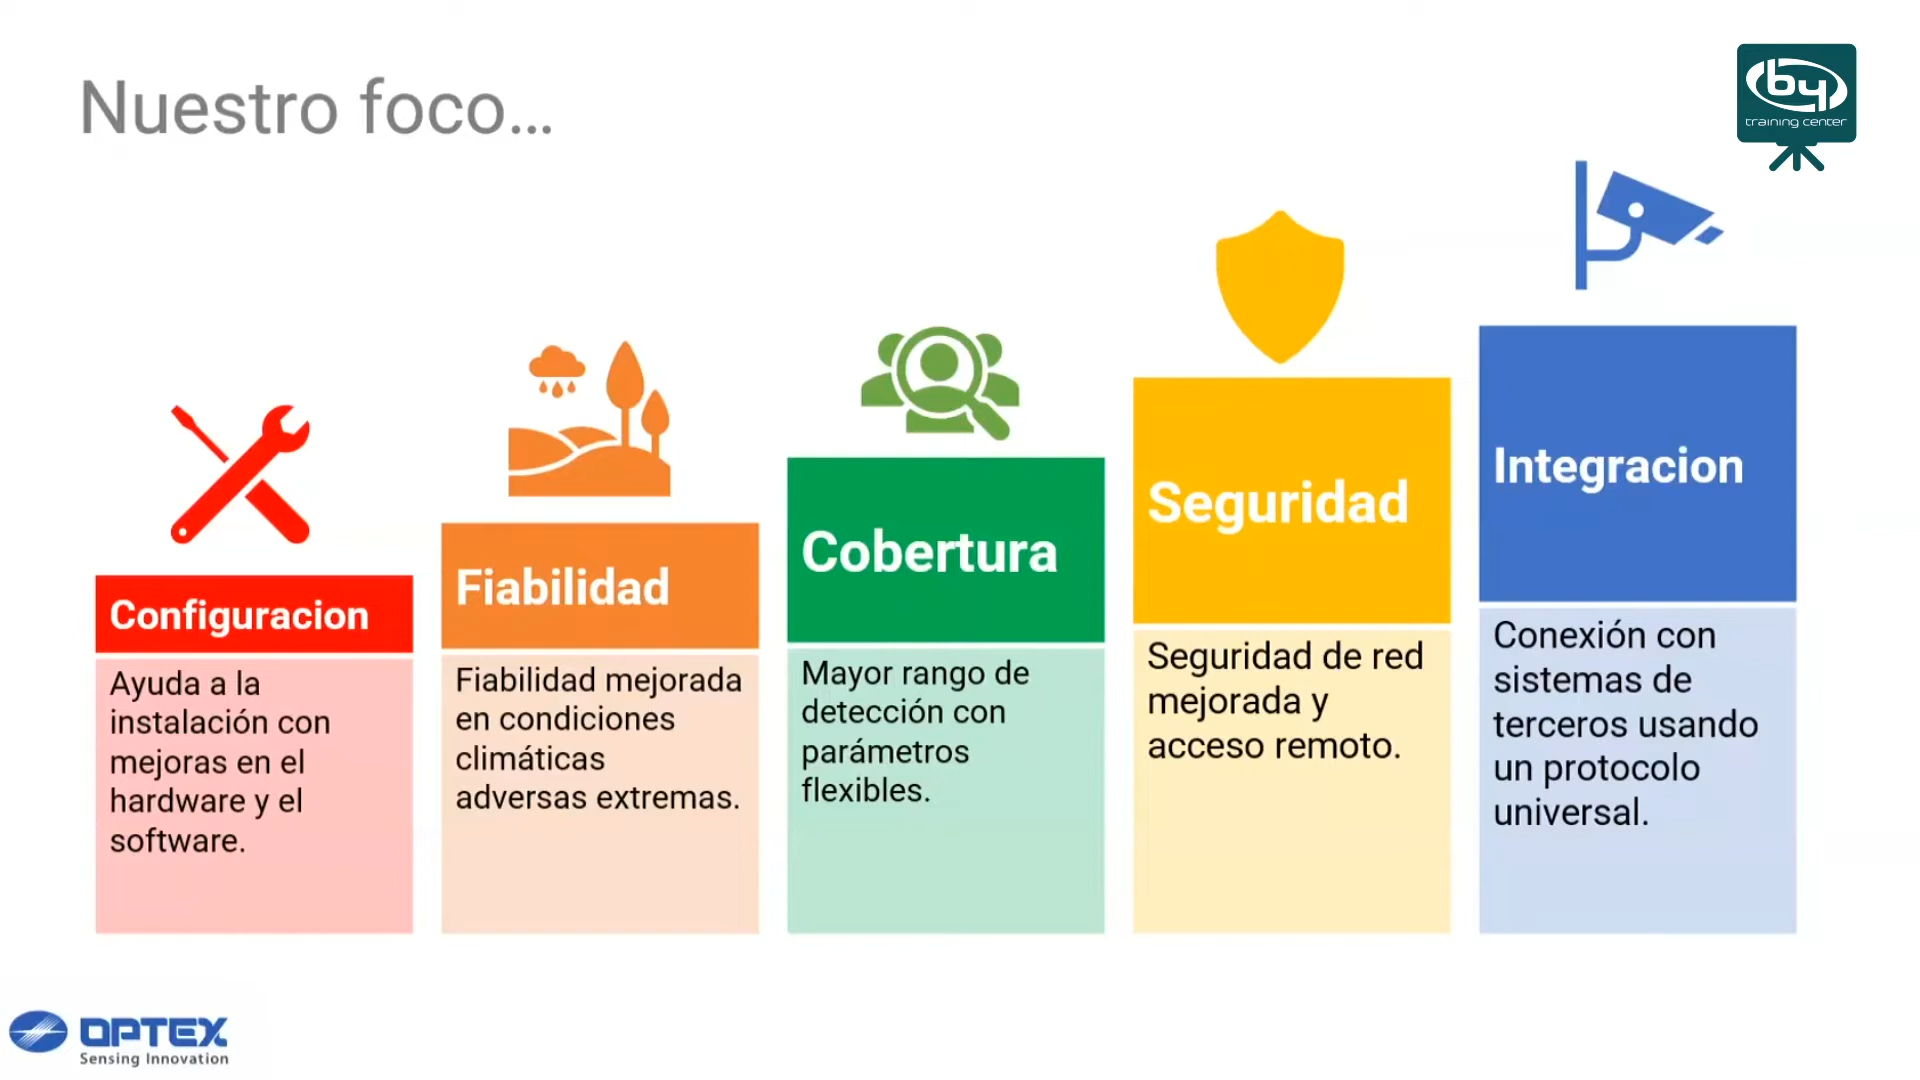 Nuestro foco...
by
training center
Configuracion
Ayuda a la
instalación con
mejoras en el
hardware y el
software.
Fiabilidad
Fiabilidad mejorada
en condiciones
climáticas
adversas extremas.
Cobertura
Mayor rango de
detección con
parámetros
flexibles.
Seguridad
Seguridad de red
mejorada y
acceso remoto.
Integracion
Conexión con
sistemas de
terceros usando
un protocolo
universal.
OPTEX
Sensing Innovation